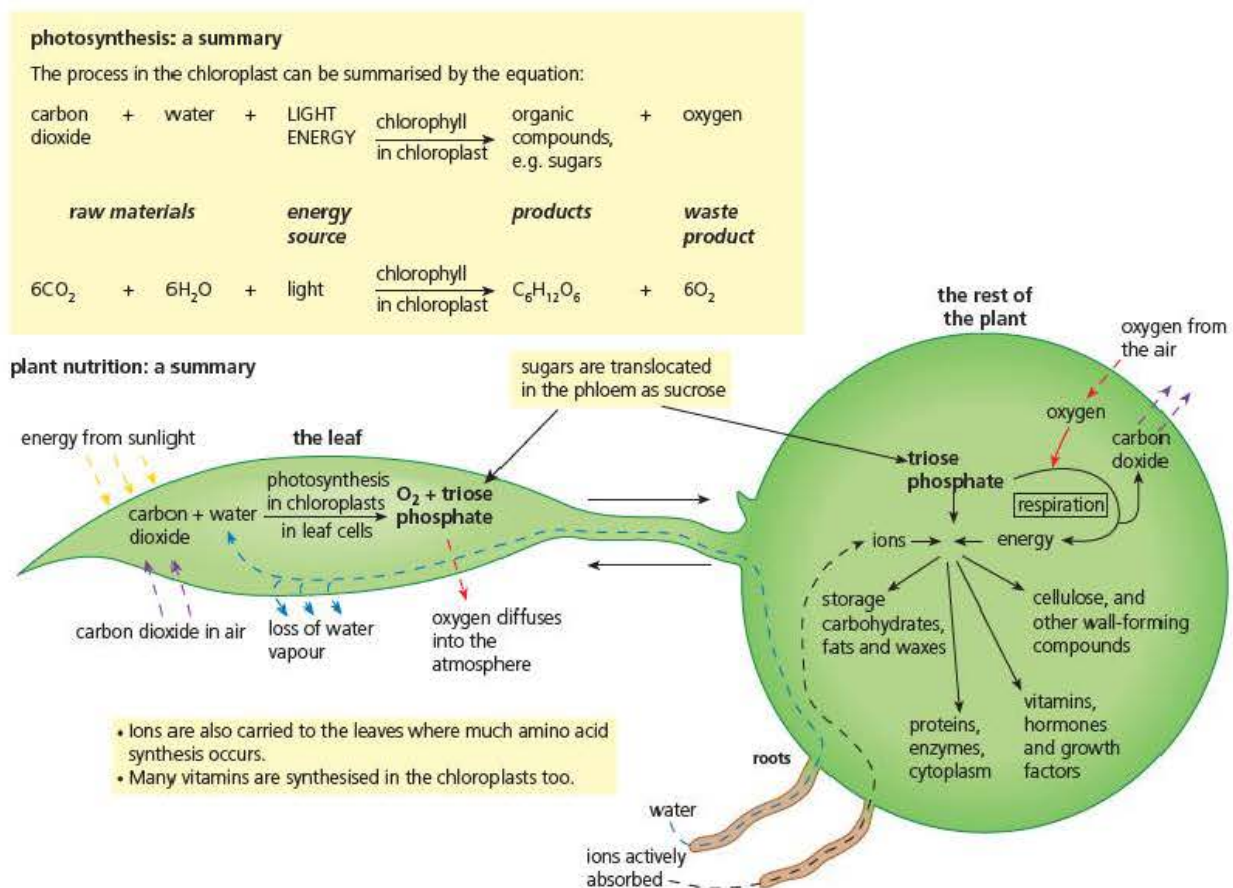 photosynthesis: a summary
The process in the chloroplast can be summarised by the equation:
carbon dioxide + water + LIGHT ENERGY chlorophyll in chloroplast organic compounds, e.g. sugars + oxygen
raw materials energy source products waste product
6CO₂ + 6H₂O + light chlorophyll in chloroplast C₆H₁₂O₆ + 6O₂
plant nutrition: a summary
sugars are translocated
in the phloem as sucrose
the rest of
the plant
oxygen from
the air
energy from sunlight
the leaf
oxygen
carbon
doxide
photosynthesis
in chloroplasts
in leaf cells
carbon + water
dioxide
O₂ + triose
phosphate
triose
phosphate
respiration
ions
energy
carbon dioxide in air
loss of water
vapour
oxygen diffuses
into the
atmosphere
storage
carbohydrates,
fats and waxes
cellulose, and
other wall-forming
compounds
proteins,
enzymes,
cytoplasm
vitamins,
hormones
and growth
factors
• Ions are also carried to the leaves where much amino acid
synthesis occurs.
• Many vitamins are synthesised in the chloroplasts too.
roots
water
ions actively
absorbed